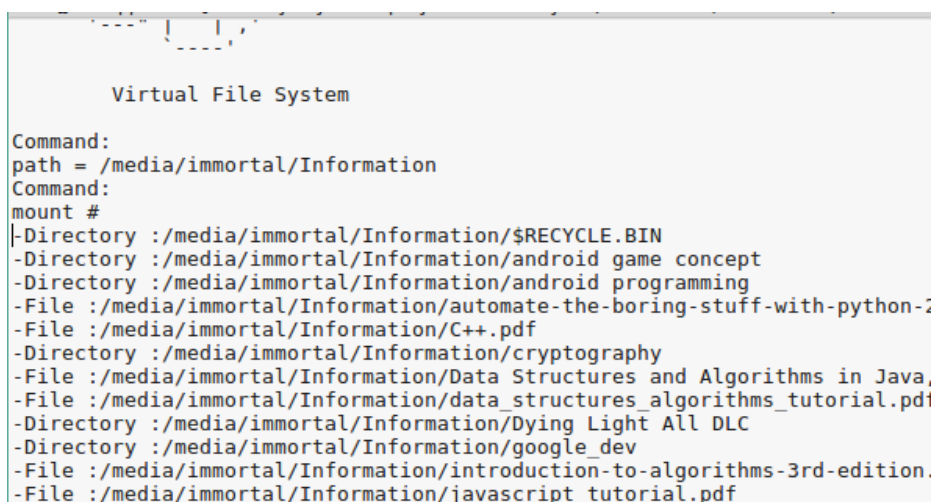 Virtual File System
Command:
path = /media/immortal/Information
Command:
mount #
-Directory :/media/immortal/Information/$RECYCLE.BIN
-Directory :/media/immortal/Information/android game concept
-Directory :/media/immortal/Information/android programming
-File :/media/immortal/Information/automate-the-boring-stuff-with-python-2
-File :/media/immortal/Information/C++.pdf
-Directory :/media/immortal/Information/cryptography
-File :/media/immortal/Information/Data Structures and Algorithms in Java,
-File :/media/immortal/Information/data_structures_algorithms_tutorial.pdf
-Directory :/media/immortal/Information/Dying Light All DLC
-Directory :/media/immortal/Information/google_dev
-File :/media/immortal/Information/introduction-to-algorithms-3rd-edition.
-File :/media/immortal/Information/javascript_tutorial.pdf